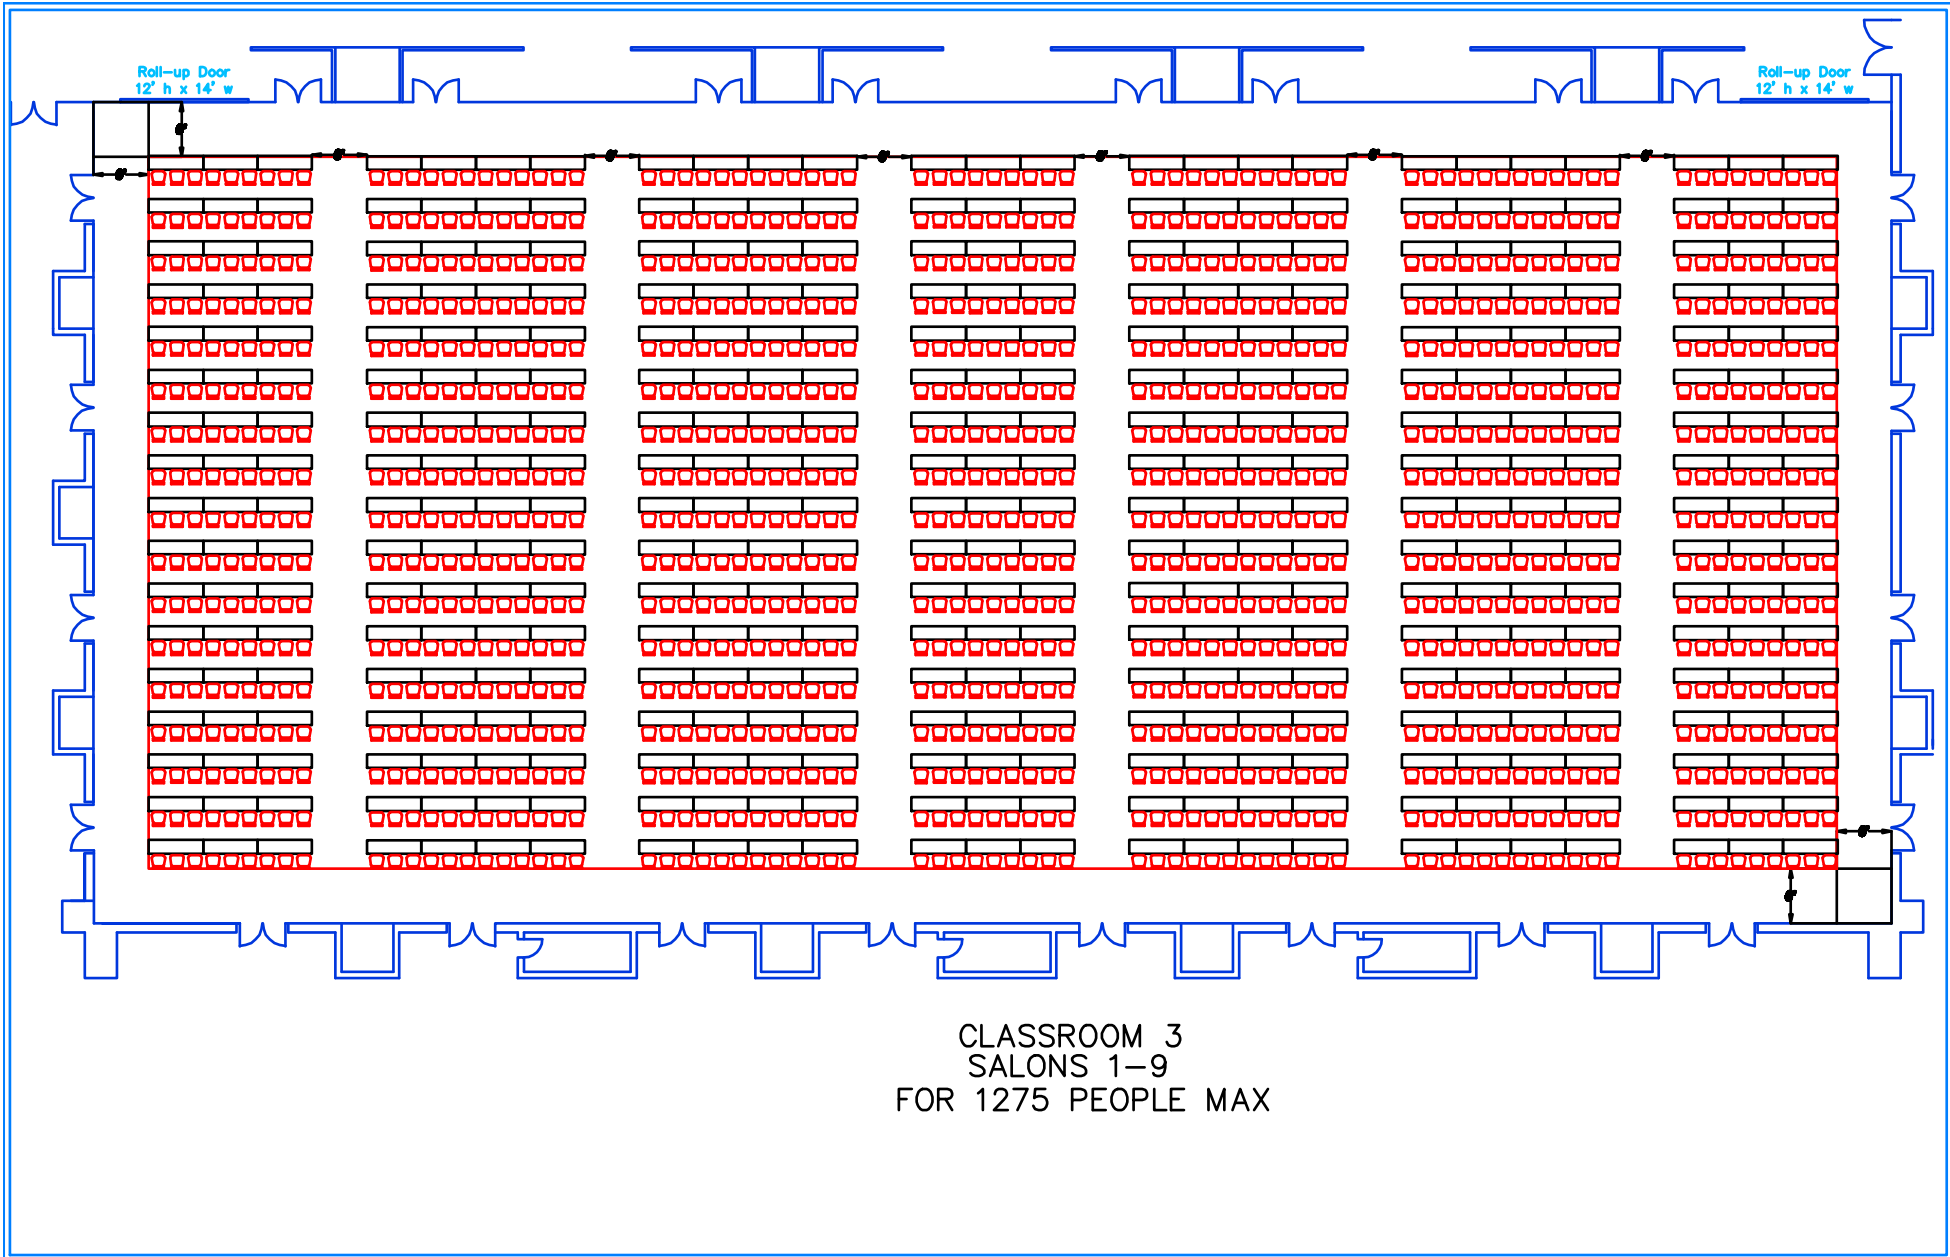 Roll-up Door
12' h x 14' w
Roll-up Door
12' h x 14' w
CLASSROOM 3
SALONS 1-9
FOR 1275 PEOPLE MAX